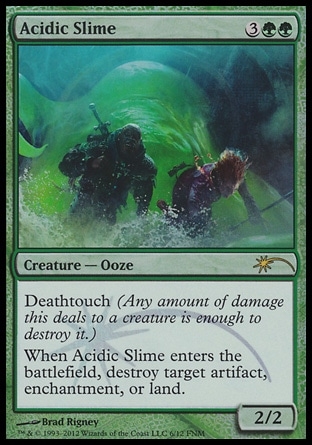 Acidic Slime 3
Creature — Ooze
Deathtouch (Any amount of damage
this deals to a creature is enough to
destroy it.)
When Acidic Slime enters the
battlefield, destroy target artifact,
enchantment, or land.
Brad Rigney
™ & © 1993–2012 Wizards of the Coast LLC 6/12 FNM
2/2